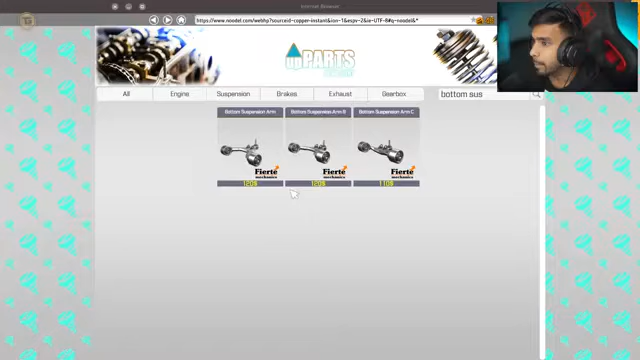 Internet Browser
https://www.noodel.com/webhp?sourceid=copper-instant&ion=1&espv=2&ie=UTF-8#q=noodel&*
PARTS
All Engine Suspension Brakes Exhaust Gearbox bottom sus
Bottom Suspension Arm Bottom Suspension Arm B Bottom Suspension Arm C
Fierte Fierte Fierte
mechanics mechanics mechanics
120$ 120$ 130$